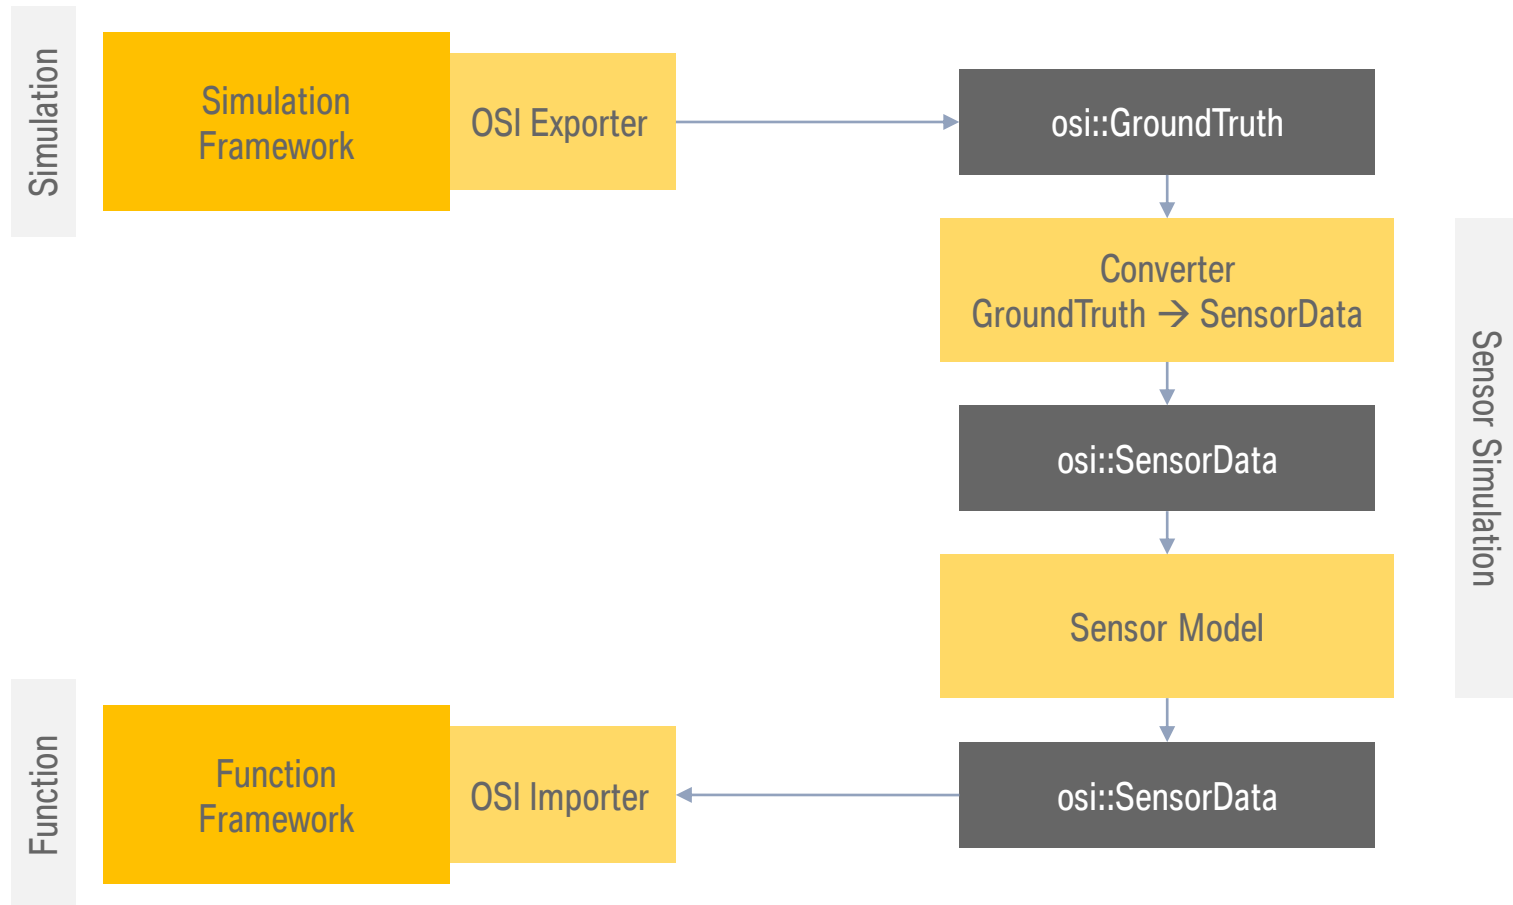 Simulation
Simulation
Framework
OSI Exporter
osi::GroundTruth
Converter
GroundTruth → SensorData
osi::SensorData
Sensor Model
Sensor Simulation
Function
Function
Framework
OSI Importer
osi::SensorData